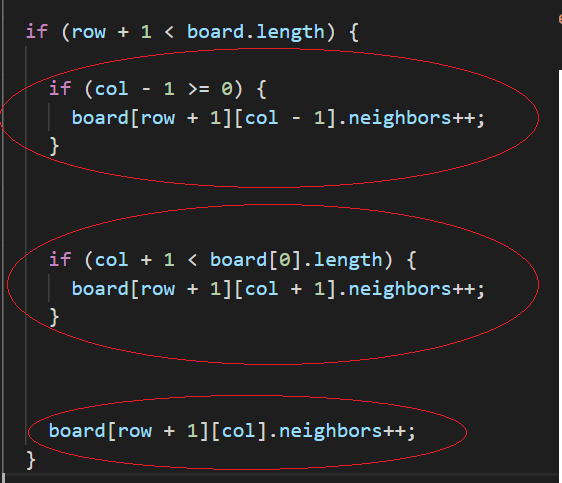 if (row + 1 < board.length) {
if (col - 1 >= 0) {
board[row + 1][col - 1].neighbors++;
}
if (col + 1 < board[0].length) {
board[row + 1][col + 1].neighbors++;
}
board[row + 1][col].neighbors++;
}